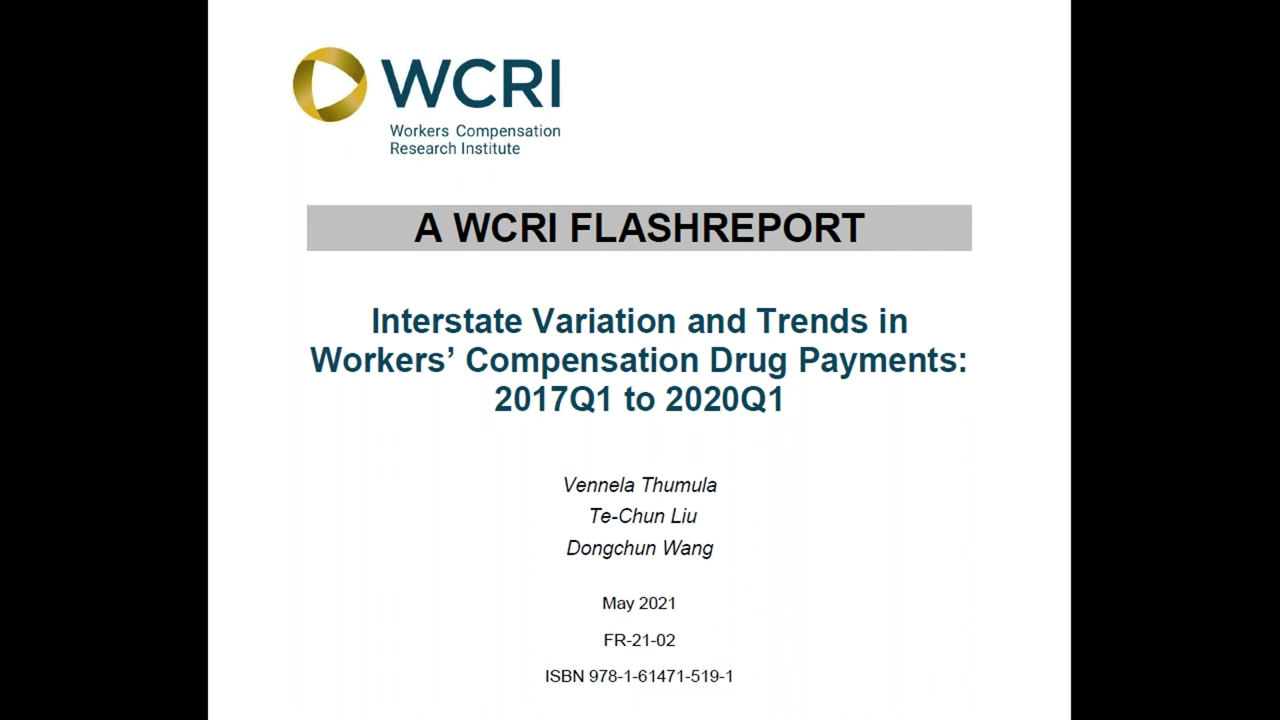 WCRI
Workers Compensation
Research Institute
A WCRI FLASHREPORT
Interstate Variation and Trends in
Workers’ Compensation Drug Payments:
2017Q1 to 2020Q1
Vennela Thumula
Te-Chun Liu
Dongchun Wang
May 2021
FR-21-02
ISBN 978-1-61471-519-1